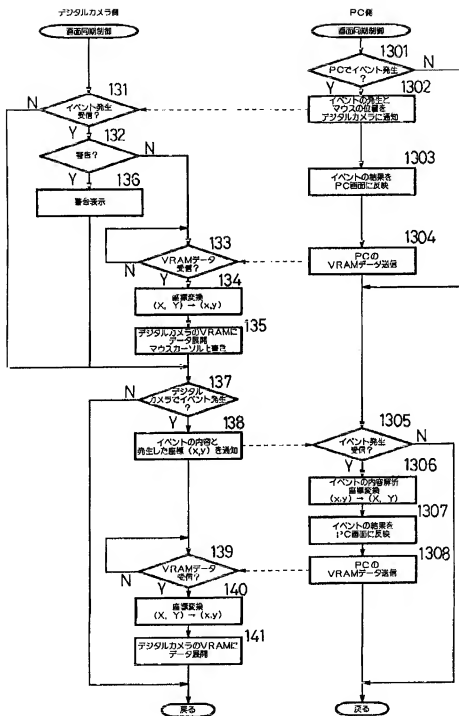 デジタルカメラ側
画面同期制御
131
イベント発生
受信?
N
Y
132
警告?
N
Y
136
警告表示
133
VRAMデータ
受信?
N
Y
134
座標変換
(X, Y) → (x,y)
135
デジタルカメラのVRAMに
データ展開
マウスカーソル上書き
137
デジタル
カメラでイベント発生
?
N
Y
138
イベントの内容と
発生した座標 (x,y) を通知
139
VRAMデータ
受信?
N
Y
140
座標変換
(X, Y) → (x,y)
141
デジタルカメラのVRAMに
データ展開
戻る
PC側
画面同期制御
1301
PCでイベント発生
?
N
Y
1302
イベントの発生と
マウスの位置を
デジタルカメラに通知
1303
イベントの結果を
PC画面に反映
1304
PCの
VRAMデータ送信
1305
イベント発生
受信?
N
Y
1306
イベントの内容解析
座標変換
(x,y) → (X, Y)
1307
イベントの結果を
PC画面に反映
1308
PCの
VRAMデータ送信
戻る